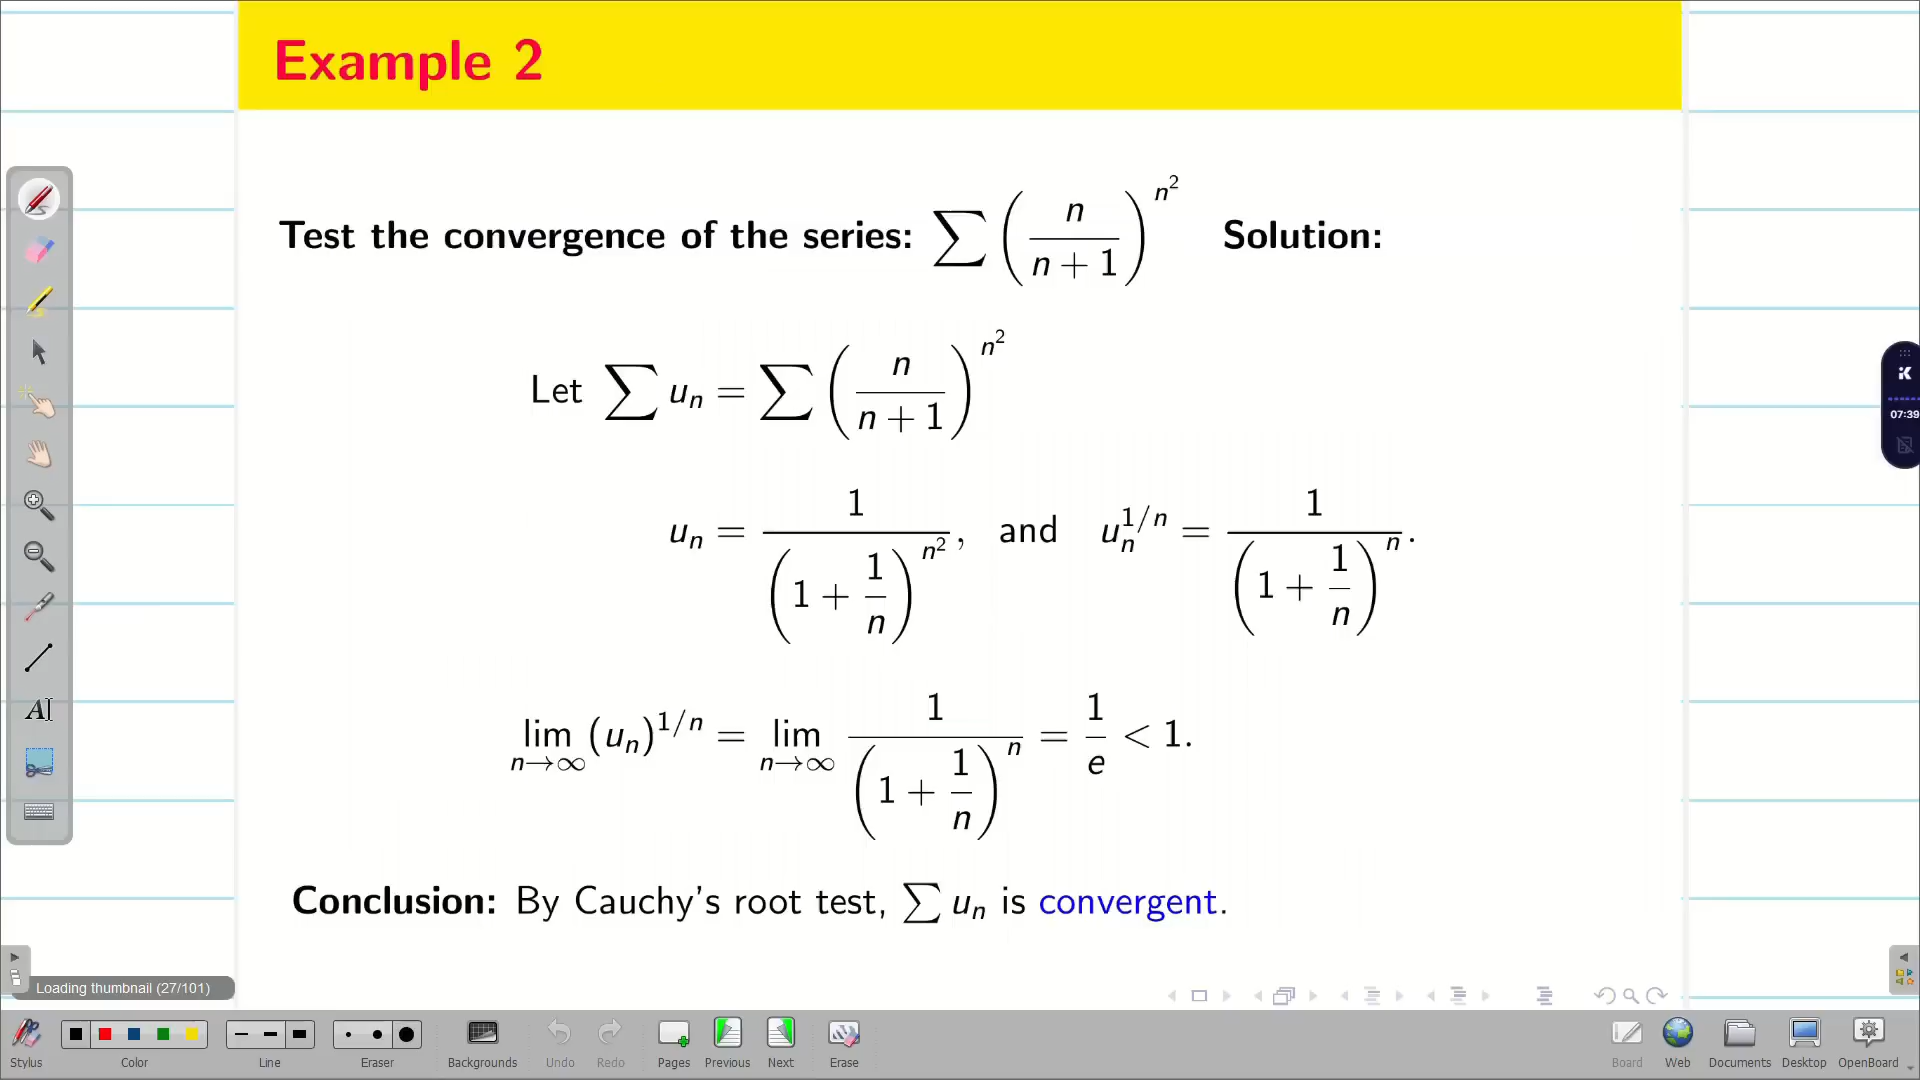 Example 2
Test the convergence of the series: ∑ (n/(n + 1))^{n^2} Solution:
Let ∑ u_n = ∑ (n/(n + 1))^{n^2}
u_n = 1/(1 + 1/n)^{n^2}, and u_n^{1/n} = 1/(1 + 1/n)^n.
lim_{n→∞} (u_n)^{1/n} = lim_{n→∞} 1/(1 + 1/n)^n = 1/e < 1.
Conclusion: By Cauchy's root test, ∑ u_n is convergent.
07:39
A
Loading thumbnail (27/101)
Stylus Color Line Eraser Backgrounds Undo Redo Pages Previous Next Erase Board Web Documents Desktop OpenBoard